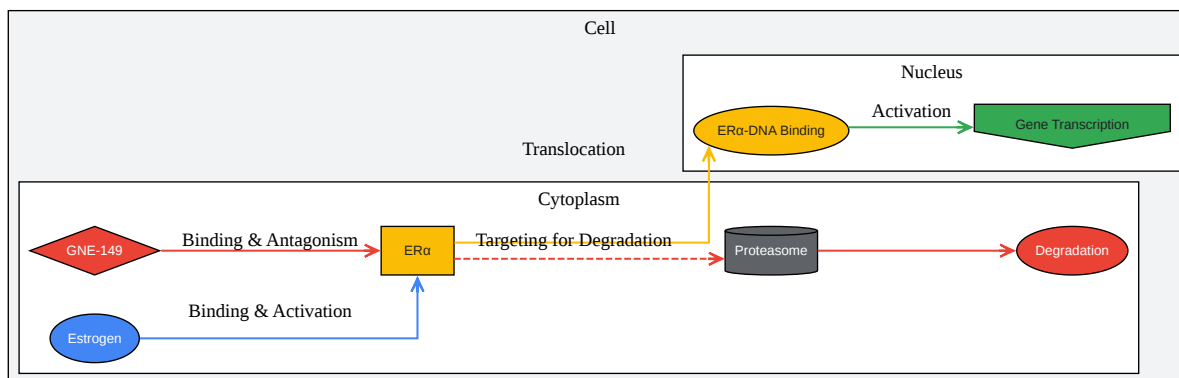 Cell
Nucleus
Activation
ERα-DNA Binding
Gene Transcription
Translocation
Cytoplasm
GNE-149
Binding & Antagonism
ERα
Targeting for Degradation
Proteasome
Degradation
Binding & Activation
Estrogen